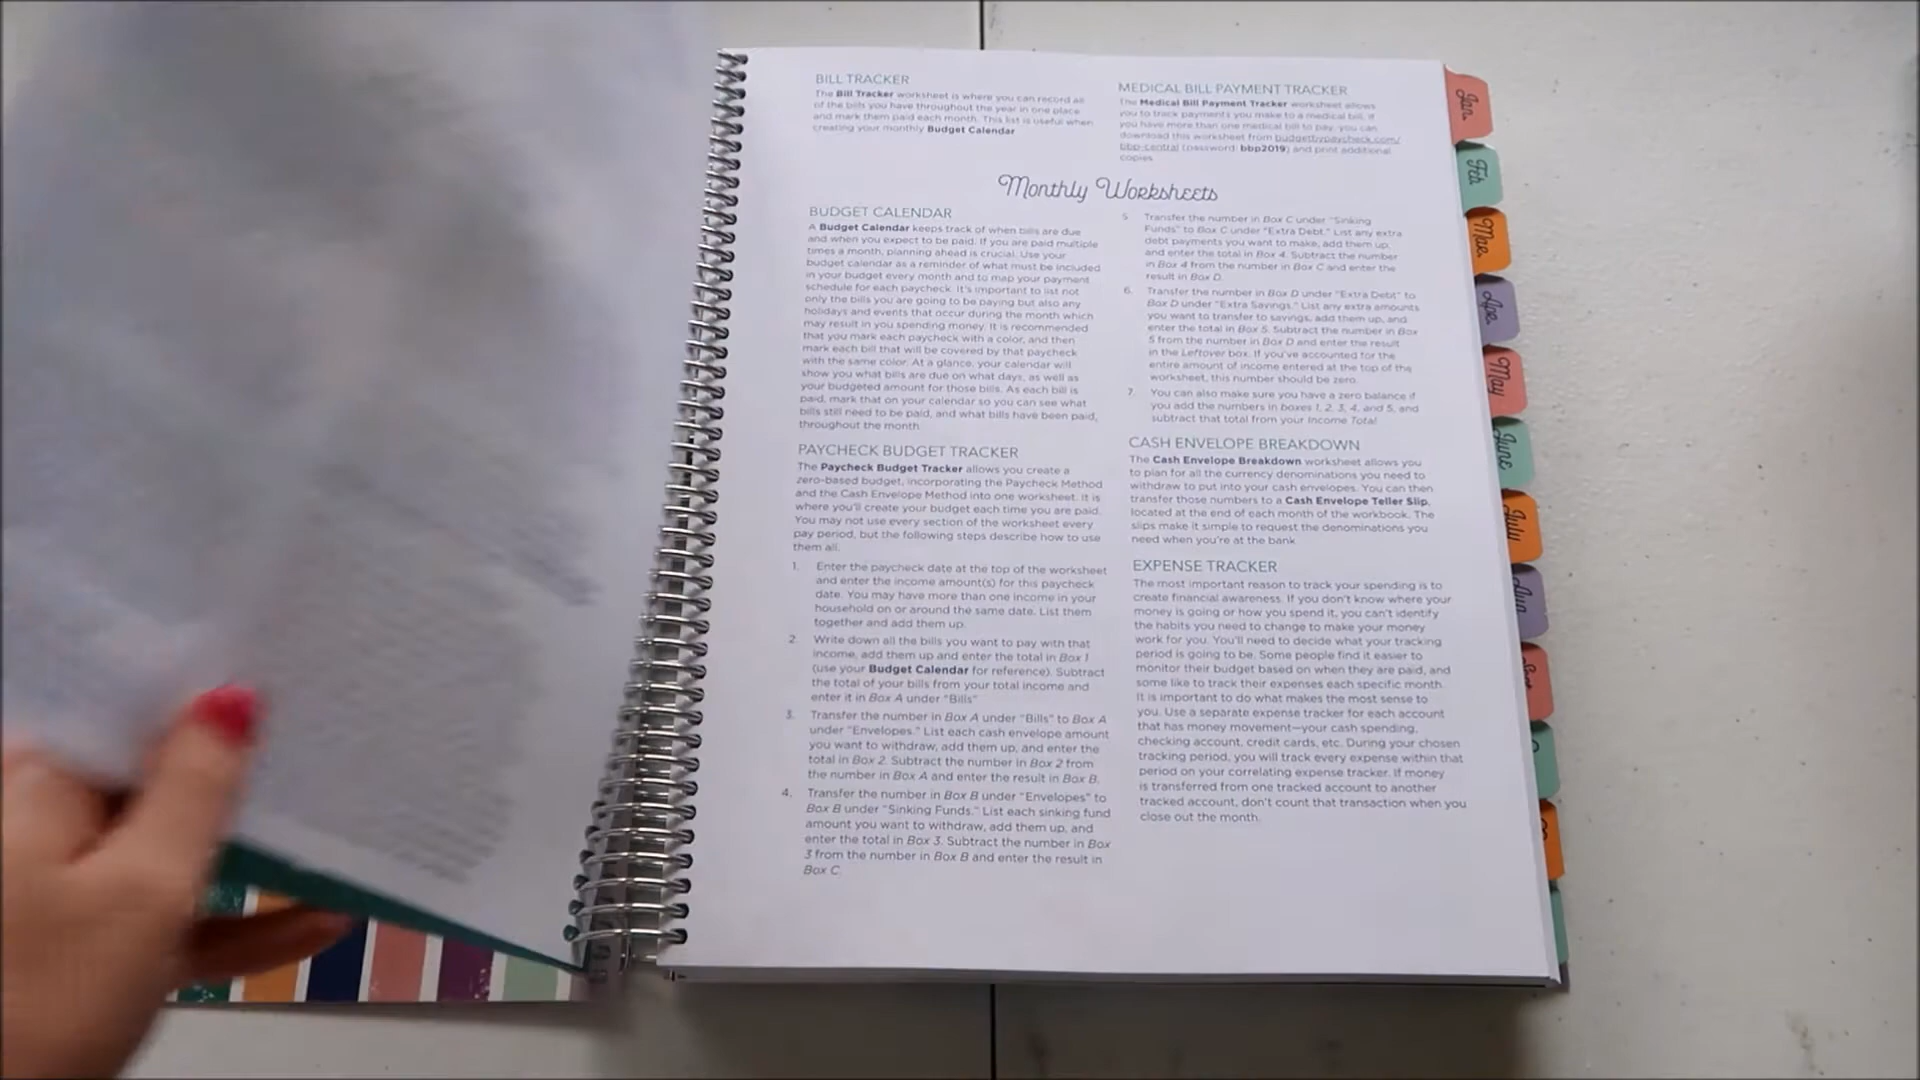 BILL TRACKER
The Bill Tracker worksheet is where you can record all
of the bills you have throughout the year in one place
and mark them paid each month. This list is useful when
creating your monthly Budget Calendar
MEDICAL BILL PAYMENT TRACKER
The Medical Bill Payment Tracker worksheet allows
you to track payments you make to a medical bill. If
you have more than one medical bill to pay, you can
download this worksheet from budgetbypaycheck.com/
bbp-central (password: bbp2019) and print additional
copies.
Monthly Worksheets
BUDGET CALENDAR
A Budget Calendar keeps track of when bills are due
and when you expect to be paid. If you are paid multiple
times a month, planning ahead is crucial. Use your
budget calendar as a reminder of what must be included
in your budget every month and to map your payment
schedule for each paycheck. It's important to list not
only the bills you are going to be paying but also any
holidays and events that occur during the month which
may result in you spending money. It is recommended
that you mark each paycheck with a color, and then
mark each bill that will be covered by that paycheck
with the same color. At a glance, your calendar will
show you what bills are due on what days, as well as
your budgeted amount for those bills. As each bill is
paid, mark that on your calendar so you can see what
bills still need to be paid, and what bills have been paid,
throughout the month.
PAYCHECK BUDGET TRACKER
The Paycheck Budget Tracker allows you create a
zero-based budget, incorporating the Paycheck Method
and the Cash Envelope Method into one worksheet. It is
where you'll create your budget each time you are paid.
You may not use every section of the worksheet every
pay period, but the following steps describe how to use
them all.
1. Enter the paycheck date at the top of the worksheet
and enter the income amount(s) for this paycheck
date. You may have more than one income in your
household on or around the same date. List them
together and add them up.
2. Write down all the bills you want to pay with that
income, add them up and enter the total in Box 1
(use your Budget Calendar for reference). Subtract
the total of your bills from your total income and
enter it in Box A under "Bills"
3. Transfer the number in Box A under "Bills" to Box A
under "Envelopes." List each cash envelope amount
you want to withdraw, add them up, and enter the
total in Box 2. Subtract the number in Box 2 from
the number in Box A and enter the result in Box B.
4. Transfer the number in Box B under "Envelopes" to
Box B under "Sinking Funds." List each sinking fund
amount you want to withdraw, add them up, and
enter the total in Box 3. Subtract the number in Box
3 from the number in Box B and enter the result in
Box C.
5. Transfer the number in Box C under "Sinking
Funds" to Box C under "Extra Debt." List any extra
debt payments you want to make, add them up,
and enter the total in Box 4. Subtract the number
in Box 4 from the number in Box C and enter the
result in Box D.
6. Transfer the number in Box D under "Extra Debt" to
Box D under "Extra Savings." List any extra amounts
you want to transfer to savings, add them up, and
enter the total in Box 5. Subtract the number in Box
5 from the number in Box D and enter the result
in the Leftover box. If you've accounted for the
entire amount of income entered at the top of the
worksheet, this number should be zero.
7. You can also make sure you have a zero balance if
you add the numbers in boxes 1, 2, 3, 4, and 5, and
subtract that total from your Income Total
CASH ENVELOPE BREAKDOWN
The Cash Envelope Breakdown worksheet allows you
to plan for all the currency denominations you need to
withdraw to put into your cash envelopes. You can then
transfer those numbers to a Cash Envelope Teller Slip,
located at the end of each month of the workbook. The
slips make it simple to request the denominations you
need when you're at the bank
EXPENSE TRACKER
The most important reason to track your spending is to
create financial awareness. If you don't know where your
money is going or how you spend it, you can't identify
the habits you need to change to make your money
work for you. You'll need to decide what your tracking
period is going to be. Some people find it easier to
monitor their budget based on when they are paid, and
some like to track their expenses each specific month.
It is important to do what makes the most sense to
you. Use a separate expense tracker for each account
that has money movement—your cash spending,
checking account, credit cards, etc. During your chosen
tracking period, you will track every expense within that
period on your correlating expense tracker. If money
is transferred from one tracked account to another
tracked account, don't count that transaction when you
close out the month.
Jan.
Feb.
Mar.
Apr.
May
June
July
Aug
Sept